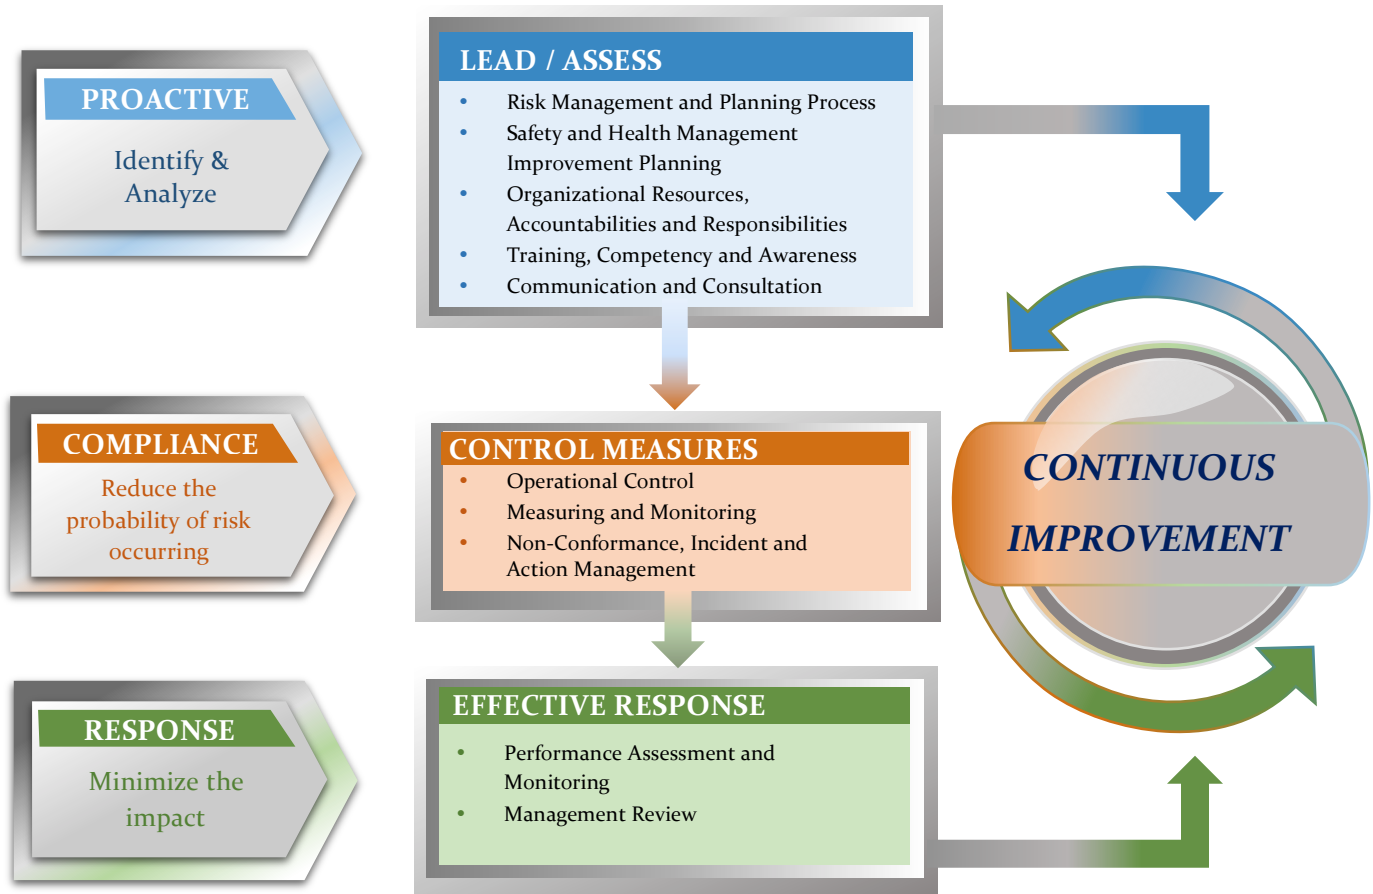 PROACTIVE
Identify &
Analyze
LEAD / ASSESS
• Risk Management and Planning Process
• Safety and Health Management
Improvement Planning
• Organizational Resources,
Accountabilities and Responsibilities
• Training, Competency and Awareness
• Communication and Consultation
COMPLIANCE
Reduce the
probability of risk
occurring
CONTROL MEASURES
• Operational Control
• Measuring and Monitoring
• Non-Conformance, Incident and
Action Management
CONTINUOUS
IMPROVEMENT
RESPONSE
Minimize the
impact
EFFECTIVE RESPONSE
• Performance Assessment and
Monitoring
• Management Review